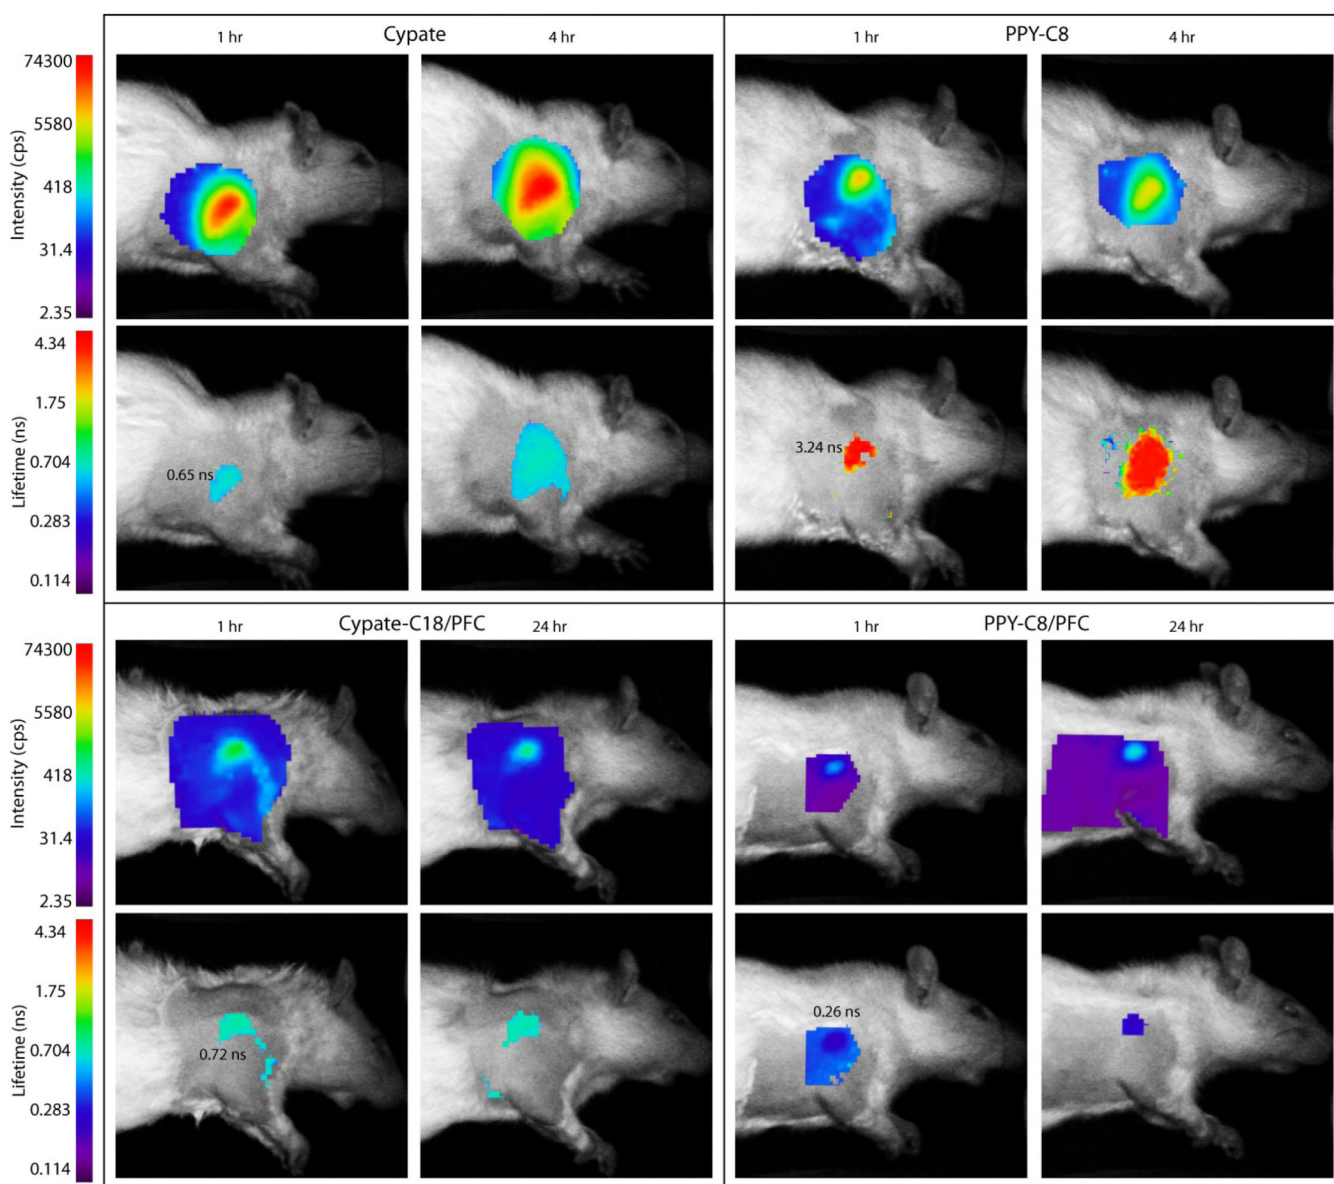 1 hr Cypate 4 hr
1 hr PPY-C8 4 hr
74300
5580
418
31.4
2.35
Intensity (cps)
4.34
1.75
0.704
0.283
0.114
Lifetime (ns)
0.65 ns
3.24 ns
1 hr Cypate-C18/PFC 24 hr
1 hr PPY-C8/PFC 24 hr
74300
5580
418
31.4
2.35
Intensity (cps)
4.34
1.75
0.704
0.283
0.114
Lifetime (ns)
0.72 ns
0.26 ns